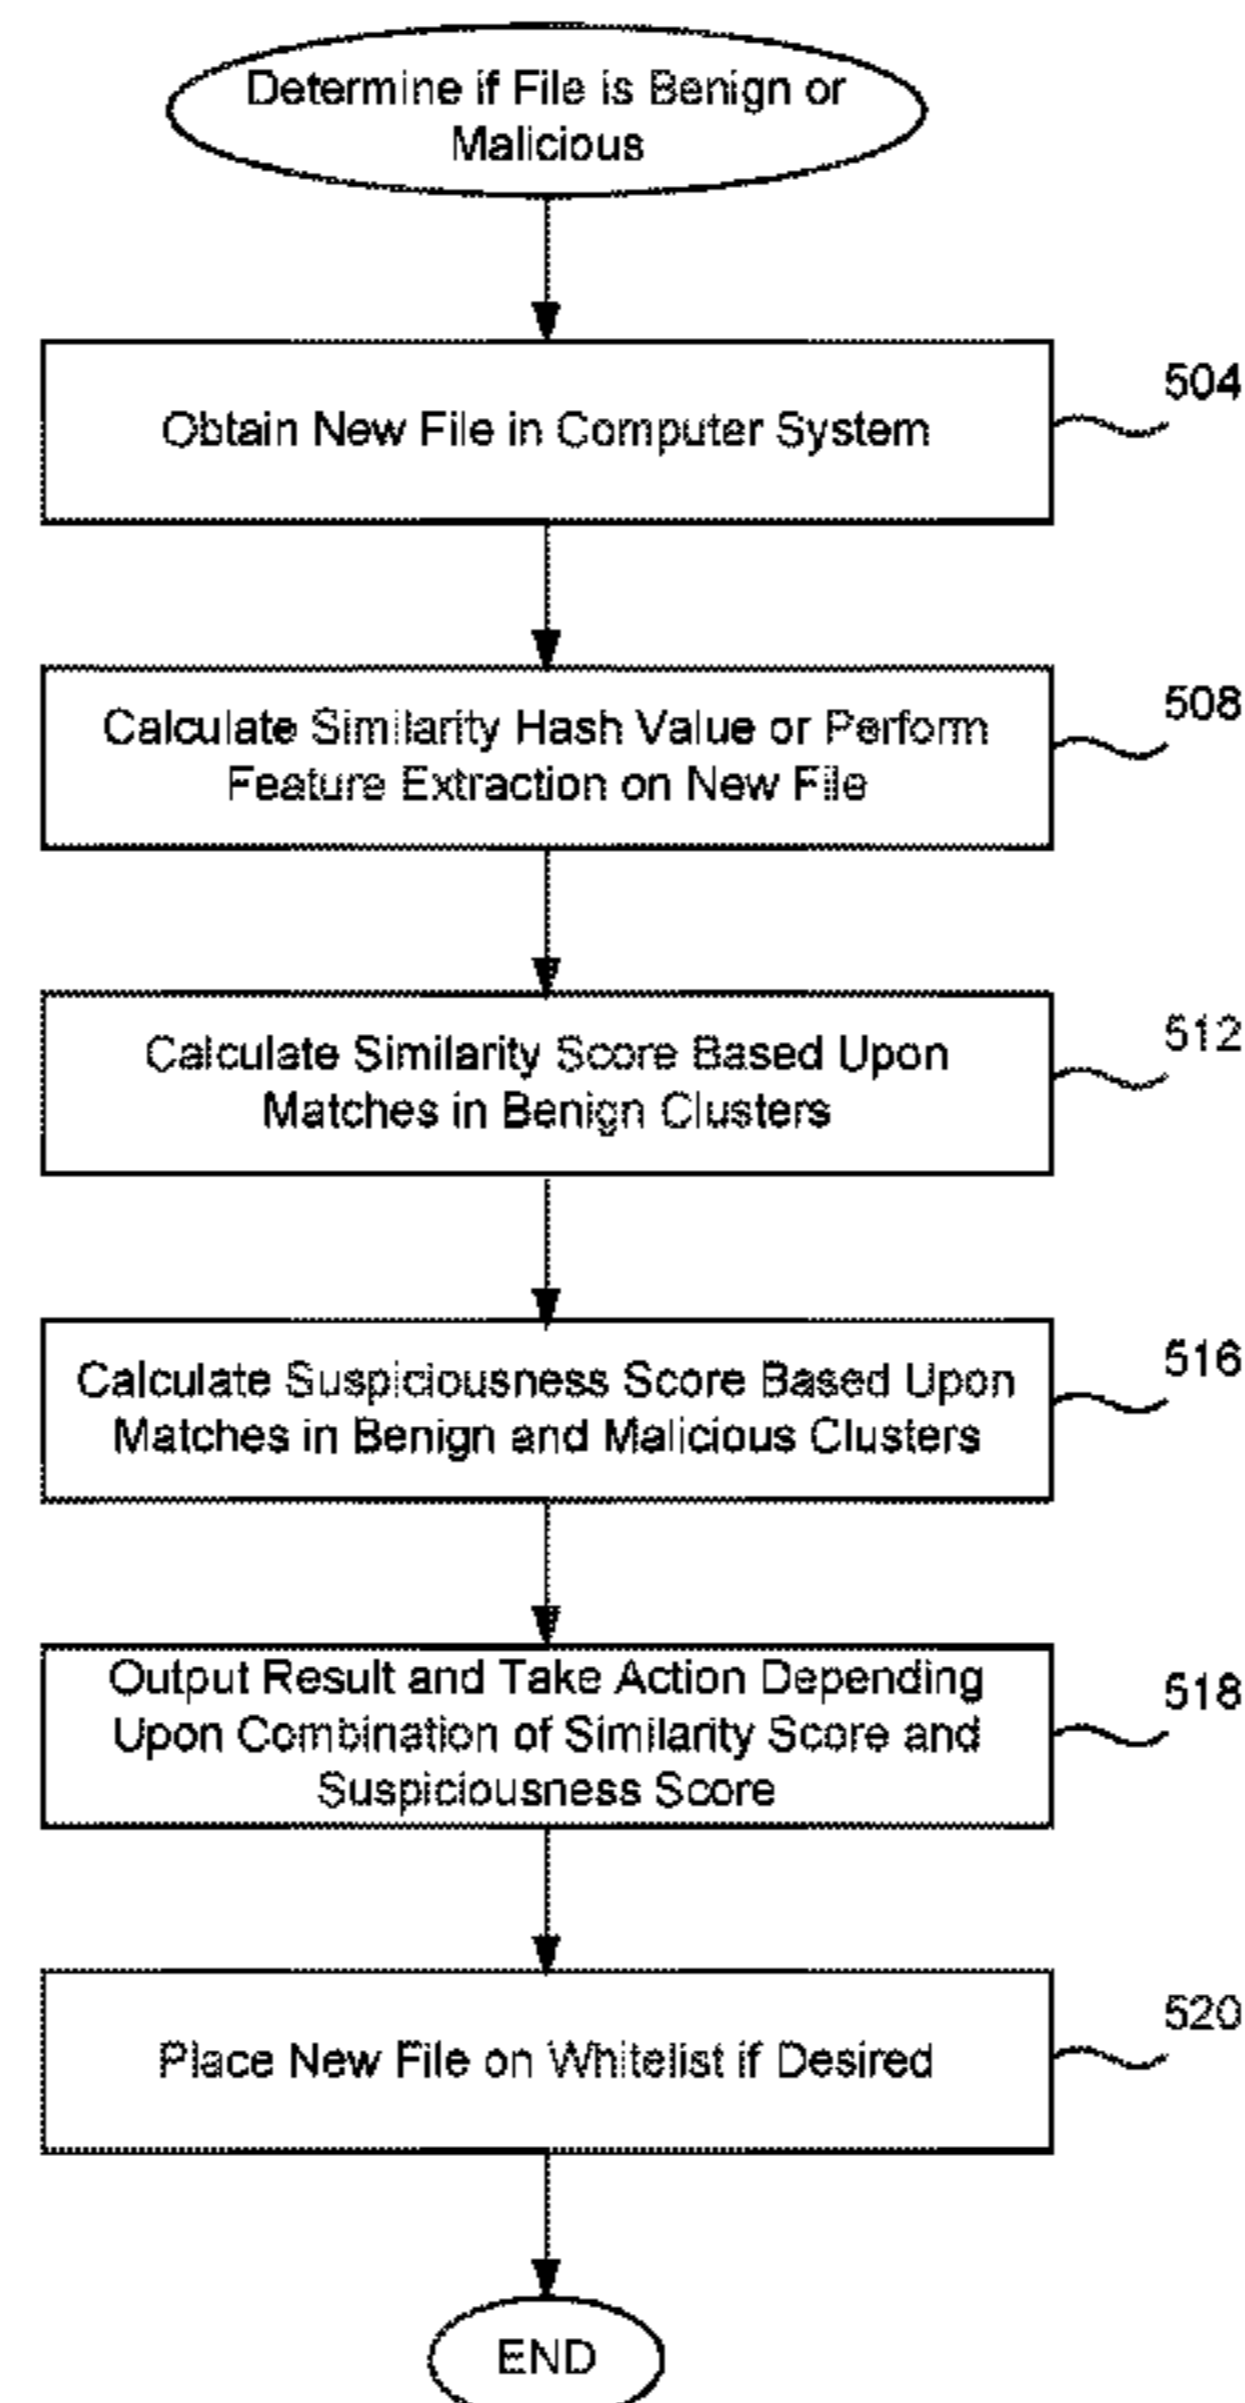 Determine if File is Benign or
Malicious
Obtain New File in Computer System
504
Calculate Similarity Hash Value or Perform
Feature Extraction on New File
508
Calculate Similarity Score Based Upon
Matches in Benign Clusters
512
Calculate Suspiciousness Score Based Upon
Matches in Benign and Malicious Clusters
516
Output Result and Take Action Depending
Upon Combination of Similarity Score and
Suspiciousness Score
518
Place New File on Whitelist if Desired
520
END